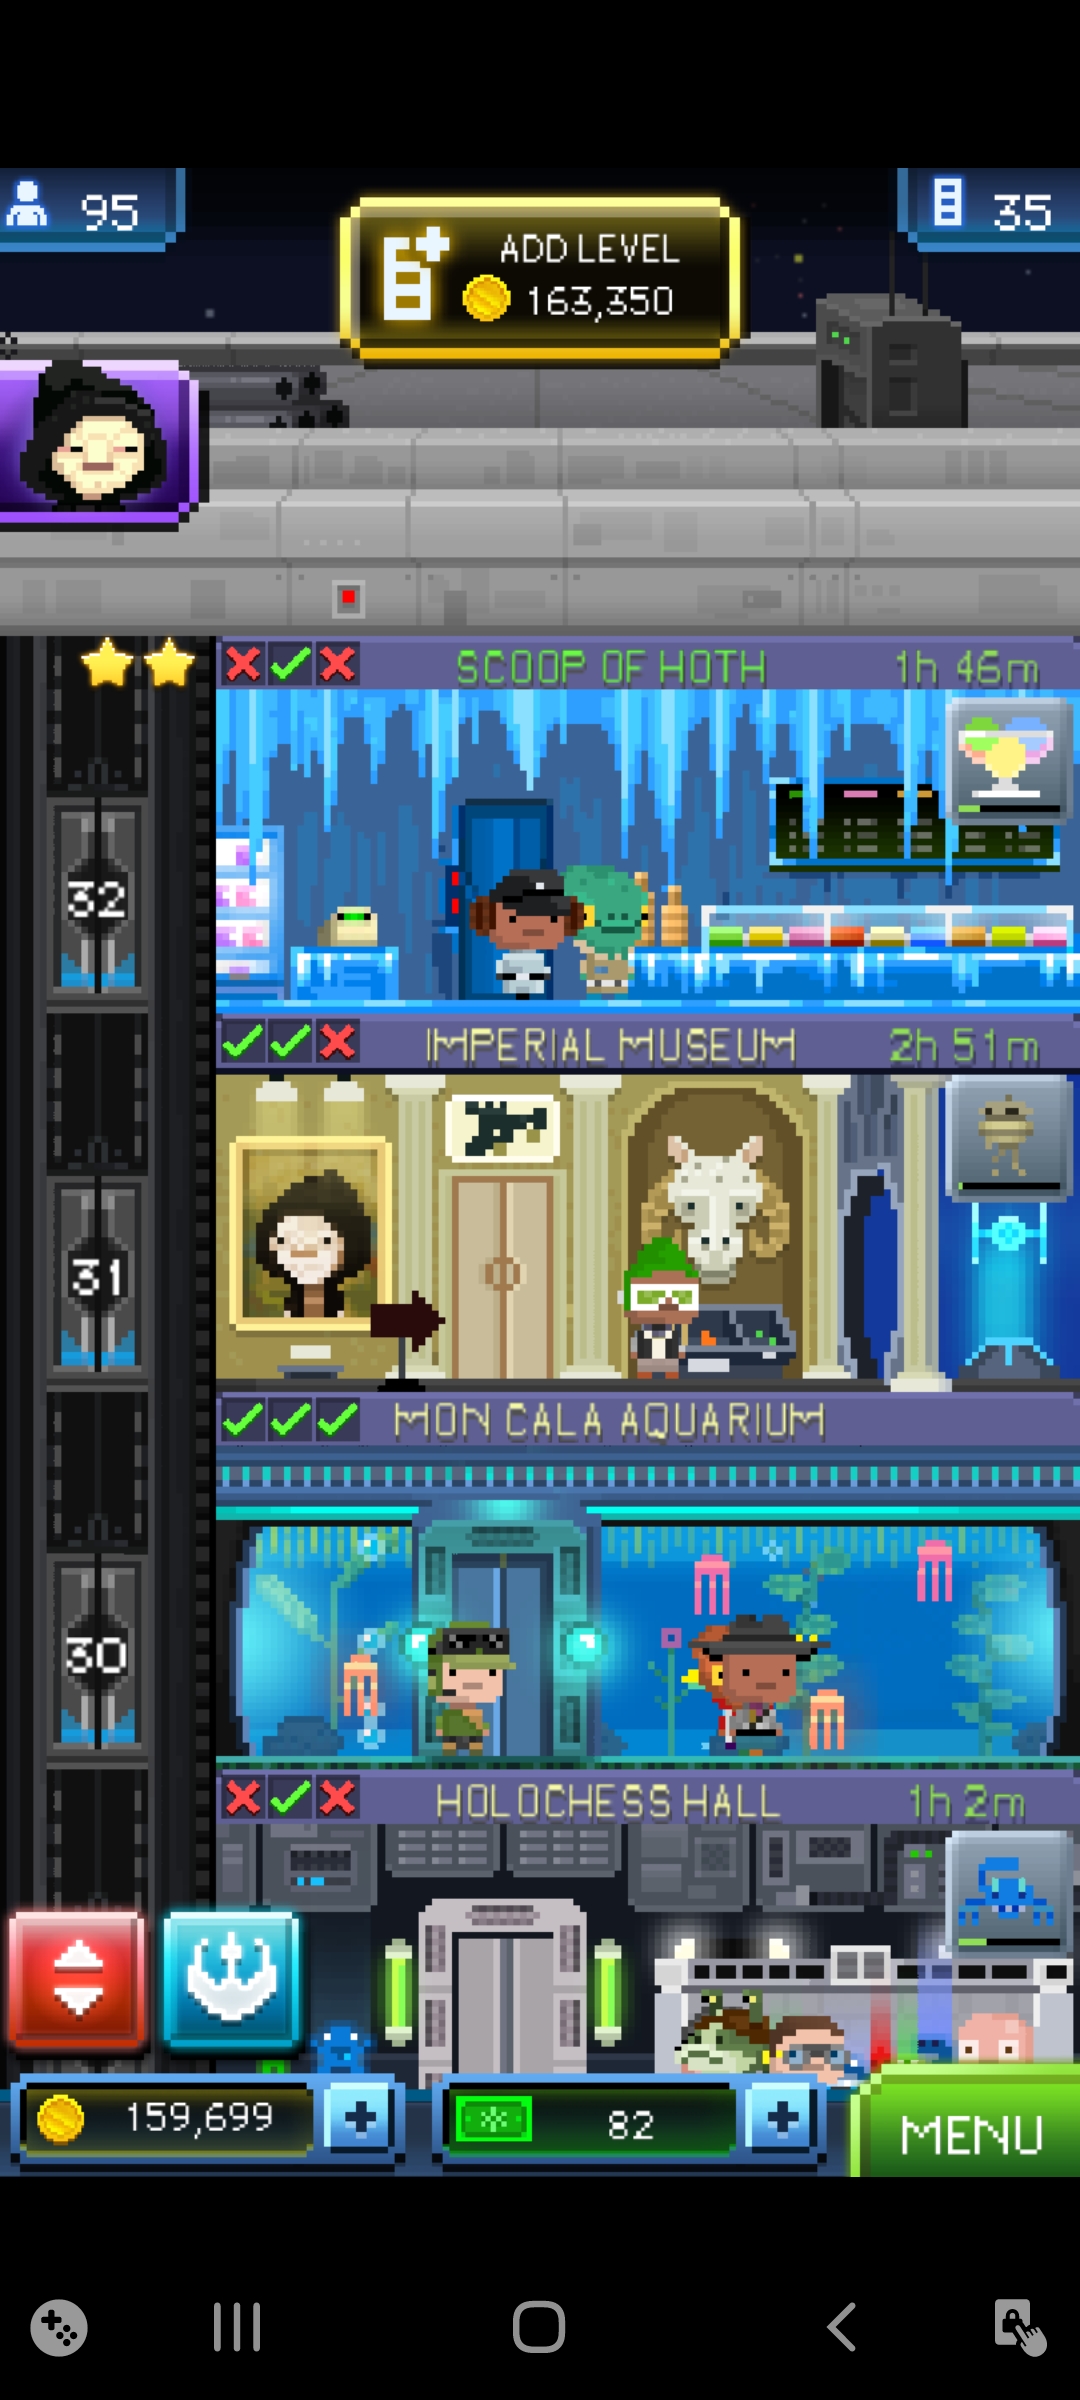 95
ADD LEVEL
163,350
35
SCOOP OF HOTH
1h 46m
32
IMPERIAL MUSEUM
2h 51m
31
MON CALA AQUARIUM
30
HOLOCHESS HALL
1h 2m
159,699
82
MENU